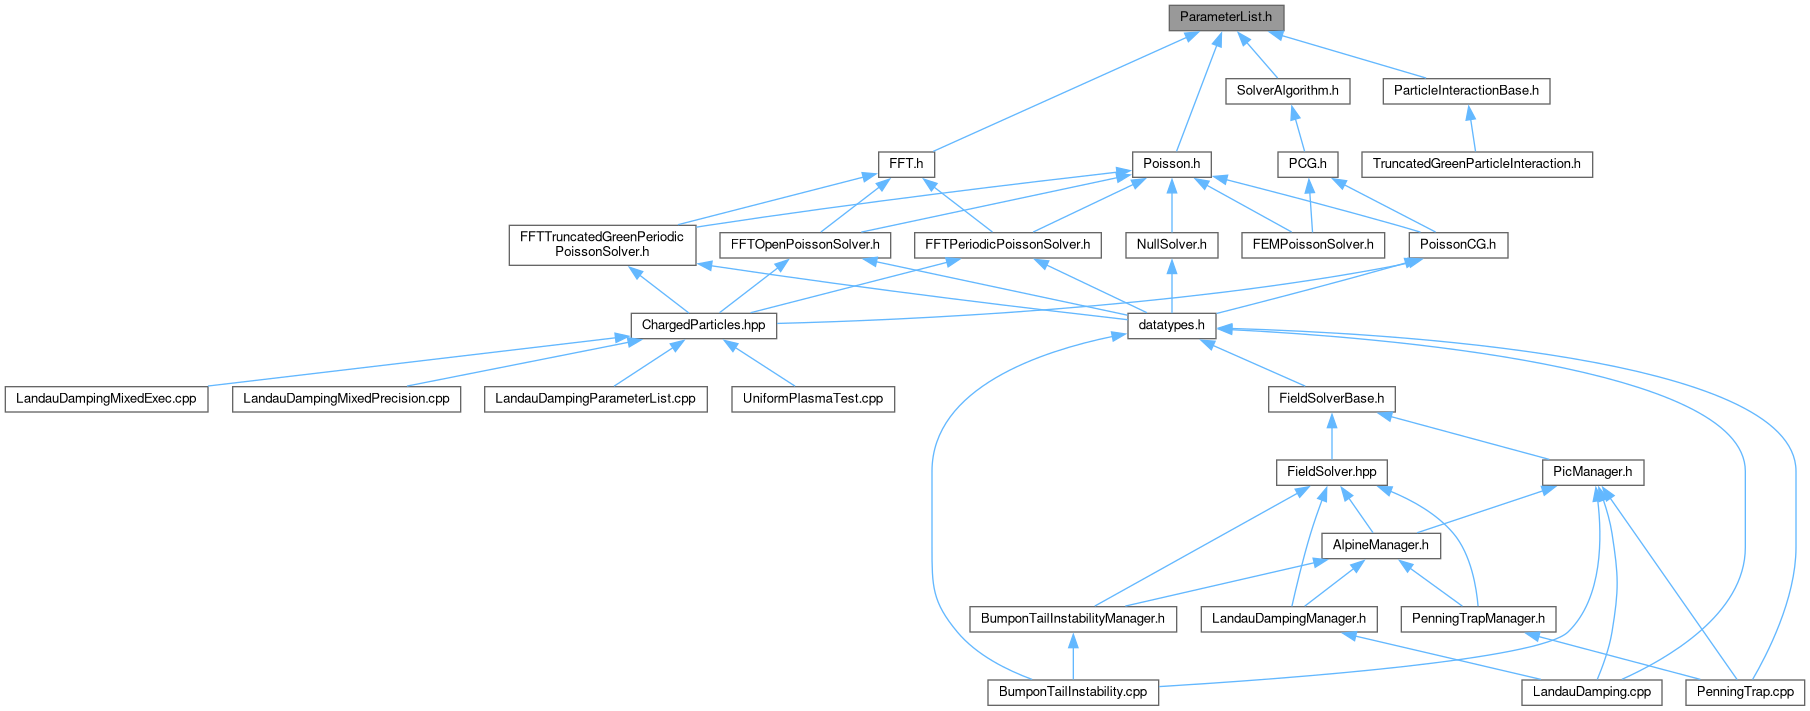 ParameterList.h
SolverAlgorithm.h
ParticleInteractionBase.h
FFT.h
Poisson.h
PCG.h
TruncatedGreenParticleInteraction.h
FFTTruncatedGreenPeriodic
PoissonSolver.h
FFTOpenPoissonSolver.h
FFTPeriodicPoissonSolver.h
NullSolver.h
FEMPoissonSolver.h
PoissonCG.h
ChargedParticles.hpp
datatypes.h
LandauDampingMixedExec.cpp
LandauDampingMixedPrecision.cpp
LandauDampingParameterList.cpp
UniformPlasmaTest.cpp
FieldSolverBase.h
FieldSolver.hpp
PicManager.h
AlpineManager.h
BumponTailInstabilityManager.h
LandauDampingManager.h
PenningTrapManager.h
BumponTailInstability.cpp
LandauDamping.cpp
PenningTrap.cpp